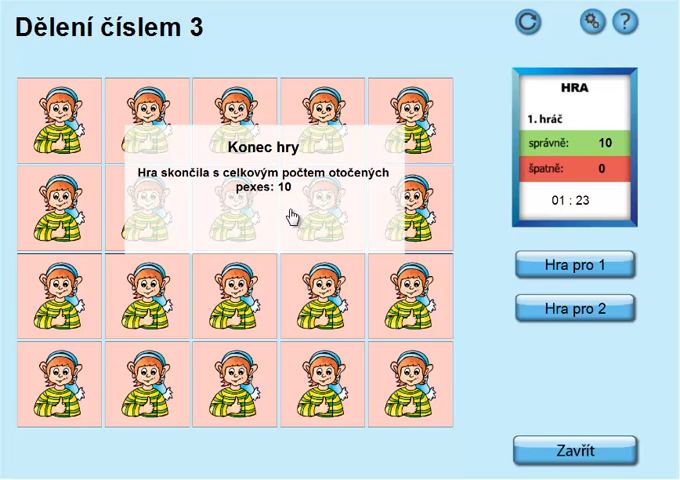 Dělení číslem 3
?
HRA
1. hráč
správně: 10
špatně: 0
01 : 23
Konec hry
Hra skončila s celkovým počtem otočených
pexes: 10
Hra pro 1
Hra pro 2
Zavřít